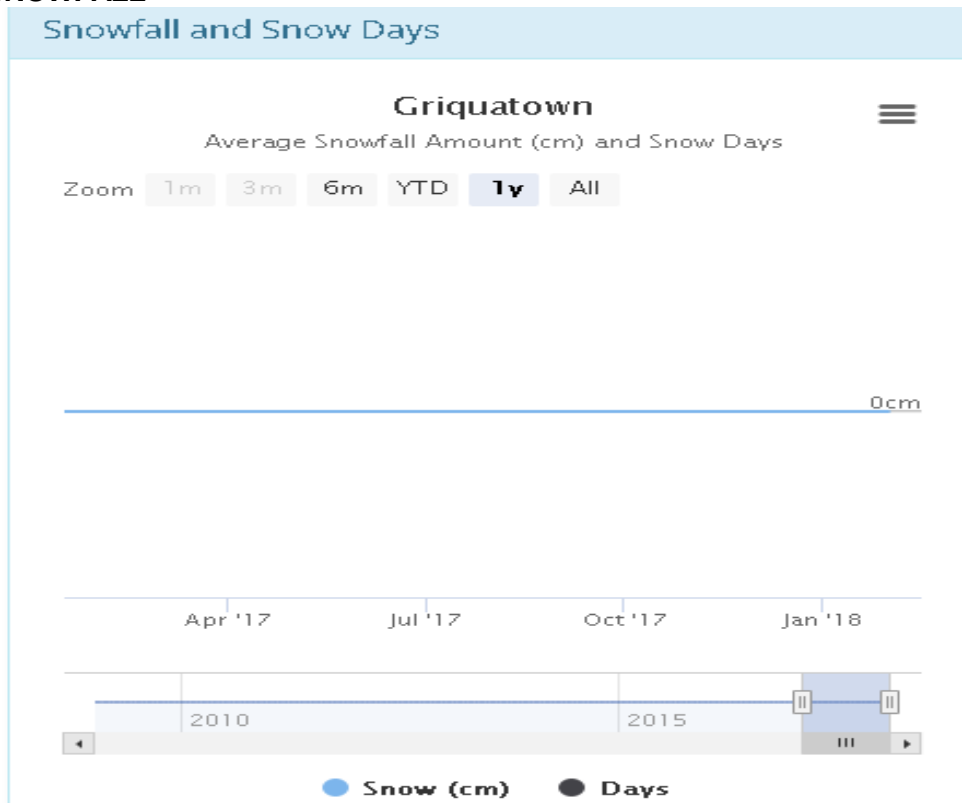 Snowfall and Snow Days
Griquatown
Average Snowfall Amount (cm) and Snow Days
Zoom 1m 3m 6m YTD 1y All
0cm
Apr '17 Jul '17 Oct '17 Jan '18
2010 2015
Snow (cm) Days